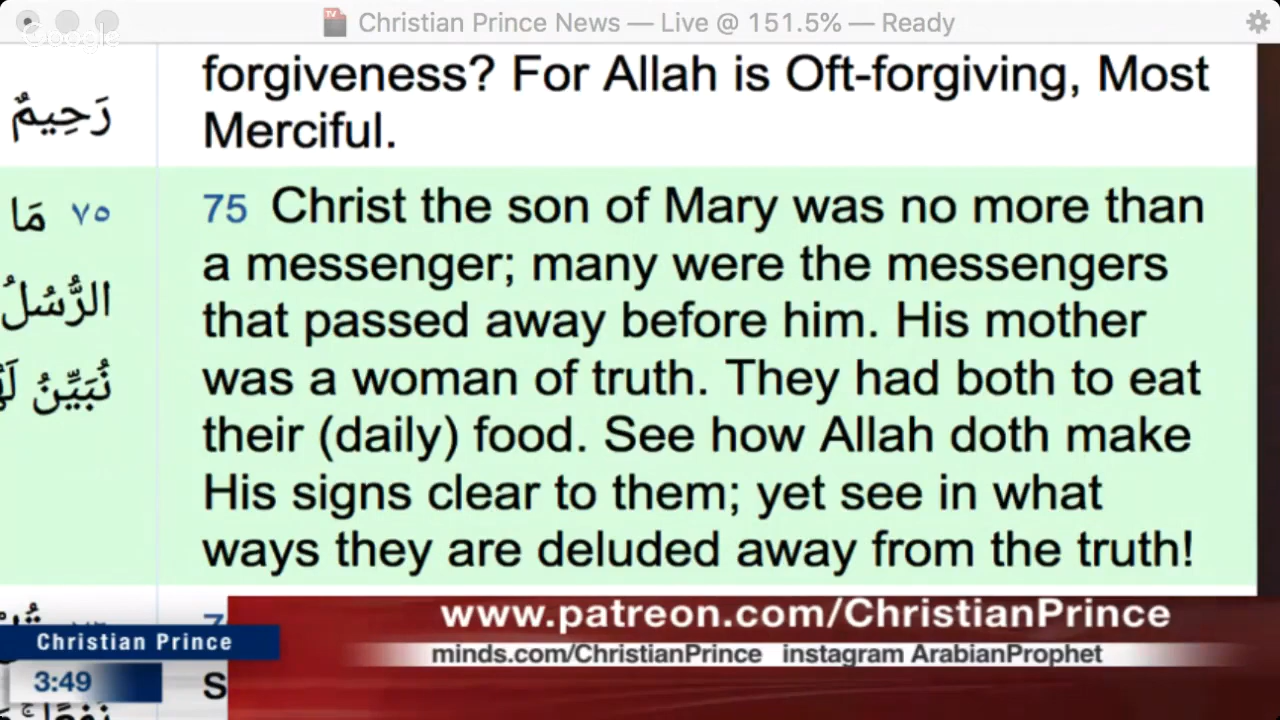 Christian Prince News — Live @ 151.5% — Ready
Google
forgiveness? For Allah is Oft-forgiving, Most
Merciful.
رَحِيمٌ
75 Christ the son of Mary was no more than
a messenger; many were the messengers
that passed away before him. His mother
was a woman of truth. They had both to eat
their (daily) food. See how Allah doth make
His signs clear to them; yet see in what
ways they are deluded away from the truth!
٧٥ مَا
الرُّسُلُ
نُبَيِّنُ
www.patreon.com/ChristianPrince
minds.com/ChristianPrince instagram ArabianProphet
Christian Prince
3:49
S